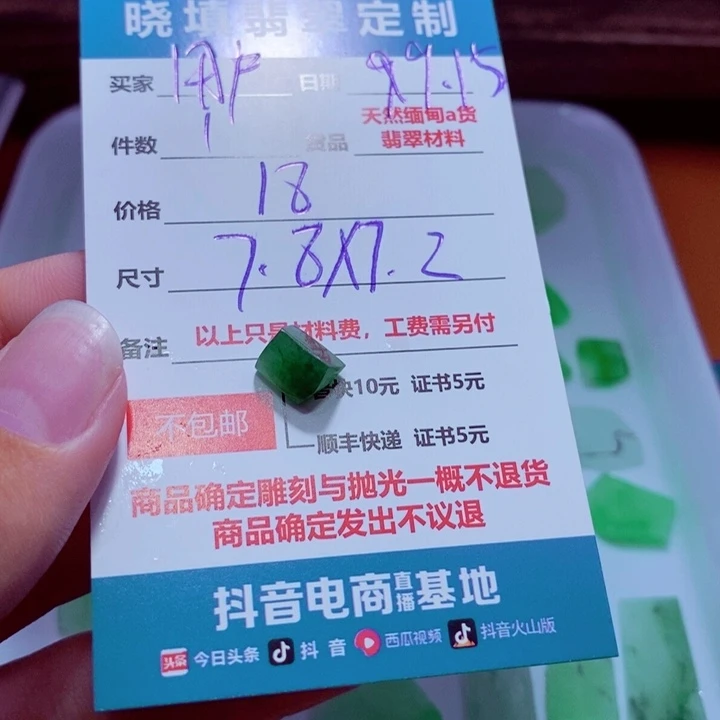 晓填翡翠定制
买家 日期 9.15
件数 1 货品 天然缅甸a货
翡翠材料
价格 18
尺寸 7.8X7.2
备注 以上只是材料费，工费需另付
快10元 证书5元
不包邮
顺丰快递 证书5元
商品确定雕刻与抛光一概不退货
商品确定发出不议退
抖音电商直播基地
头条 今日头条 抖音 西瓜视频 抖音火山版